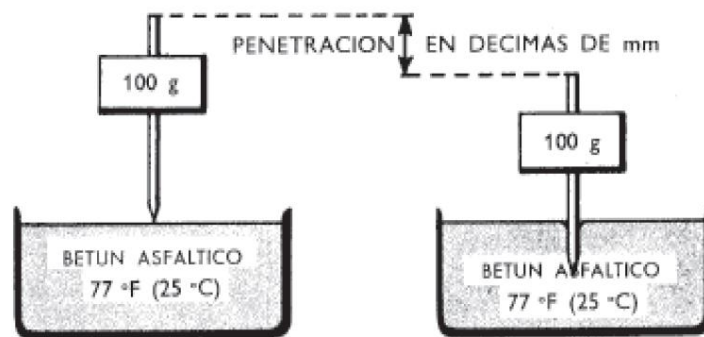 PENETRACION EN DECIMAS DE mm
100 g
100 g
BETUN ASFALTICO
77 °F (25 °C)
BETUN ASFALTICO
77 °F (25 °C)